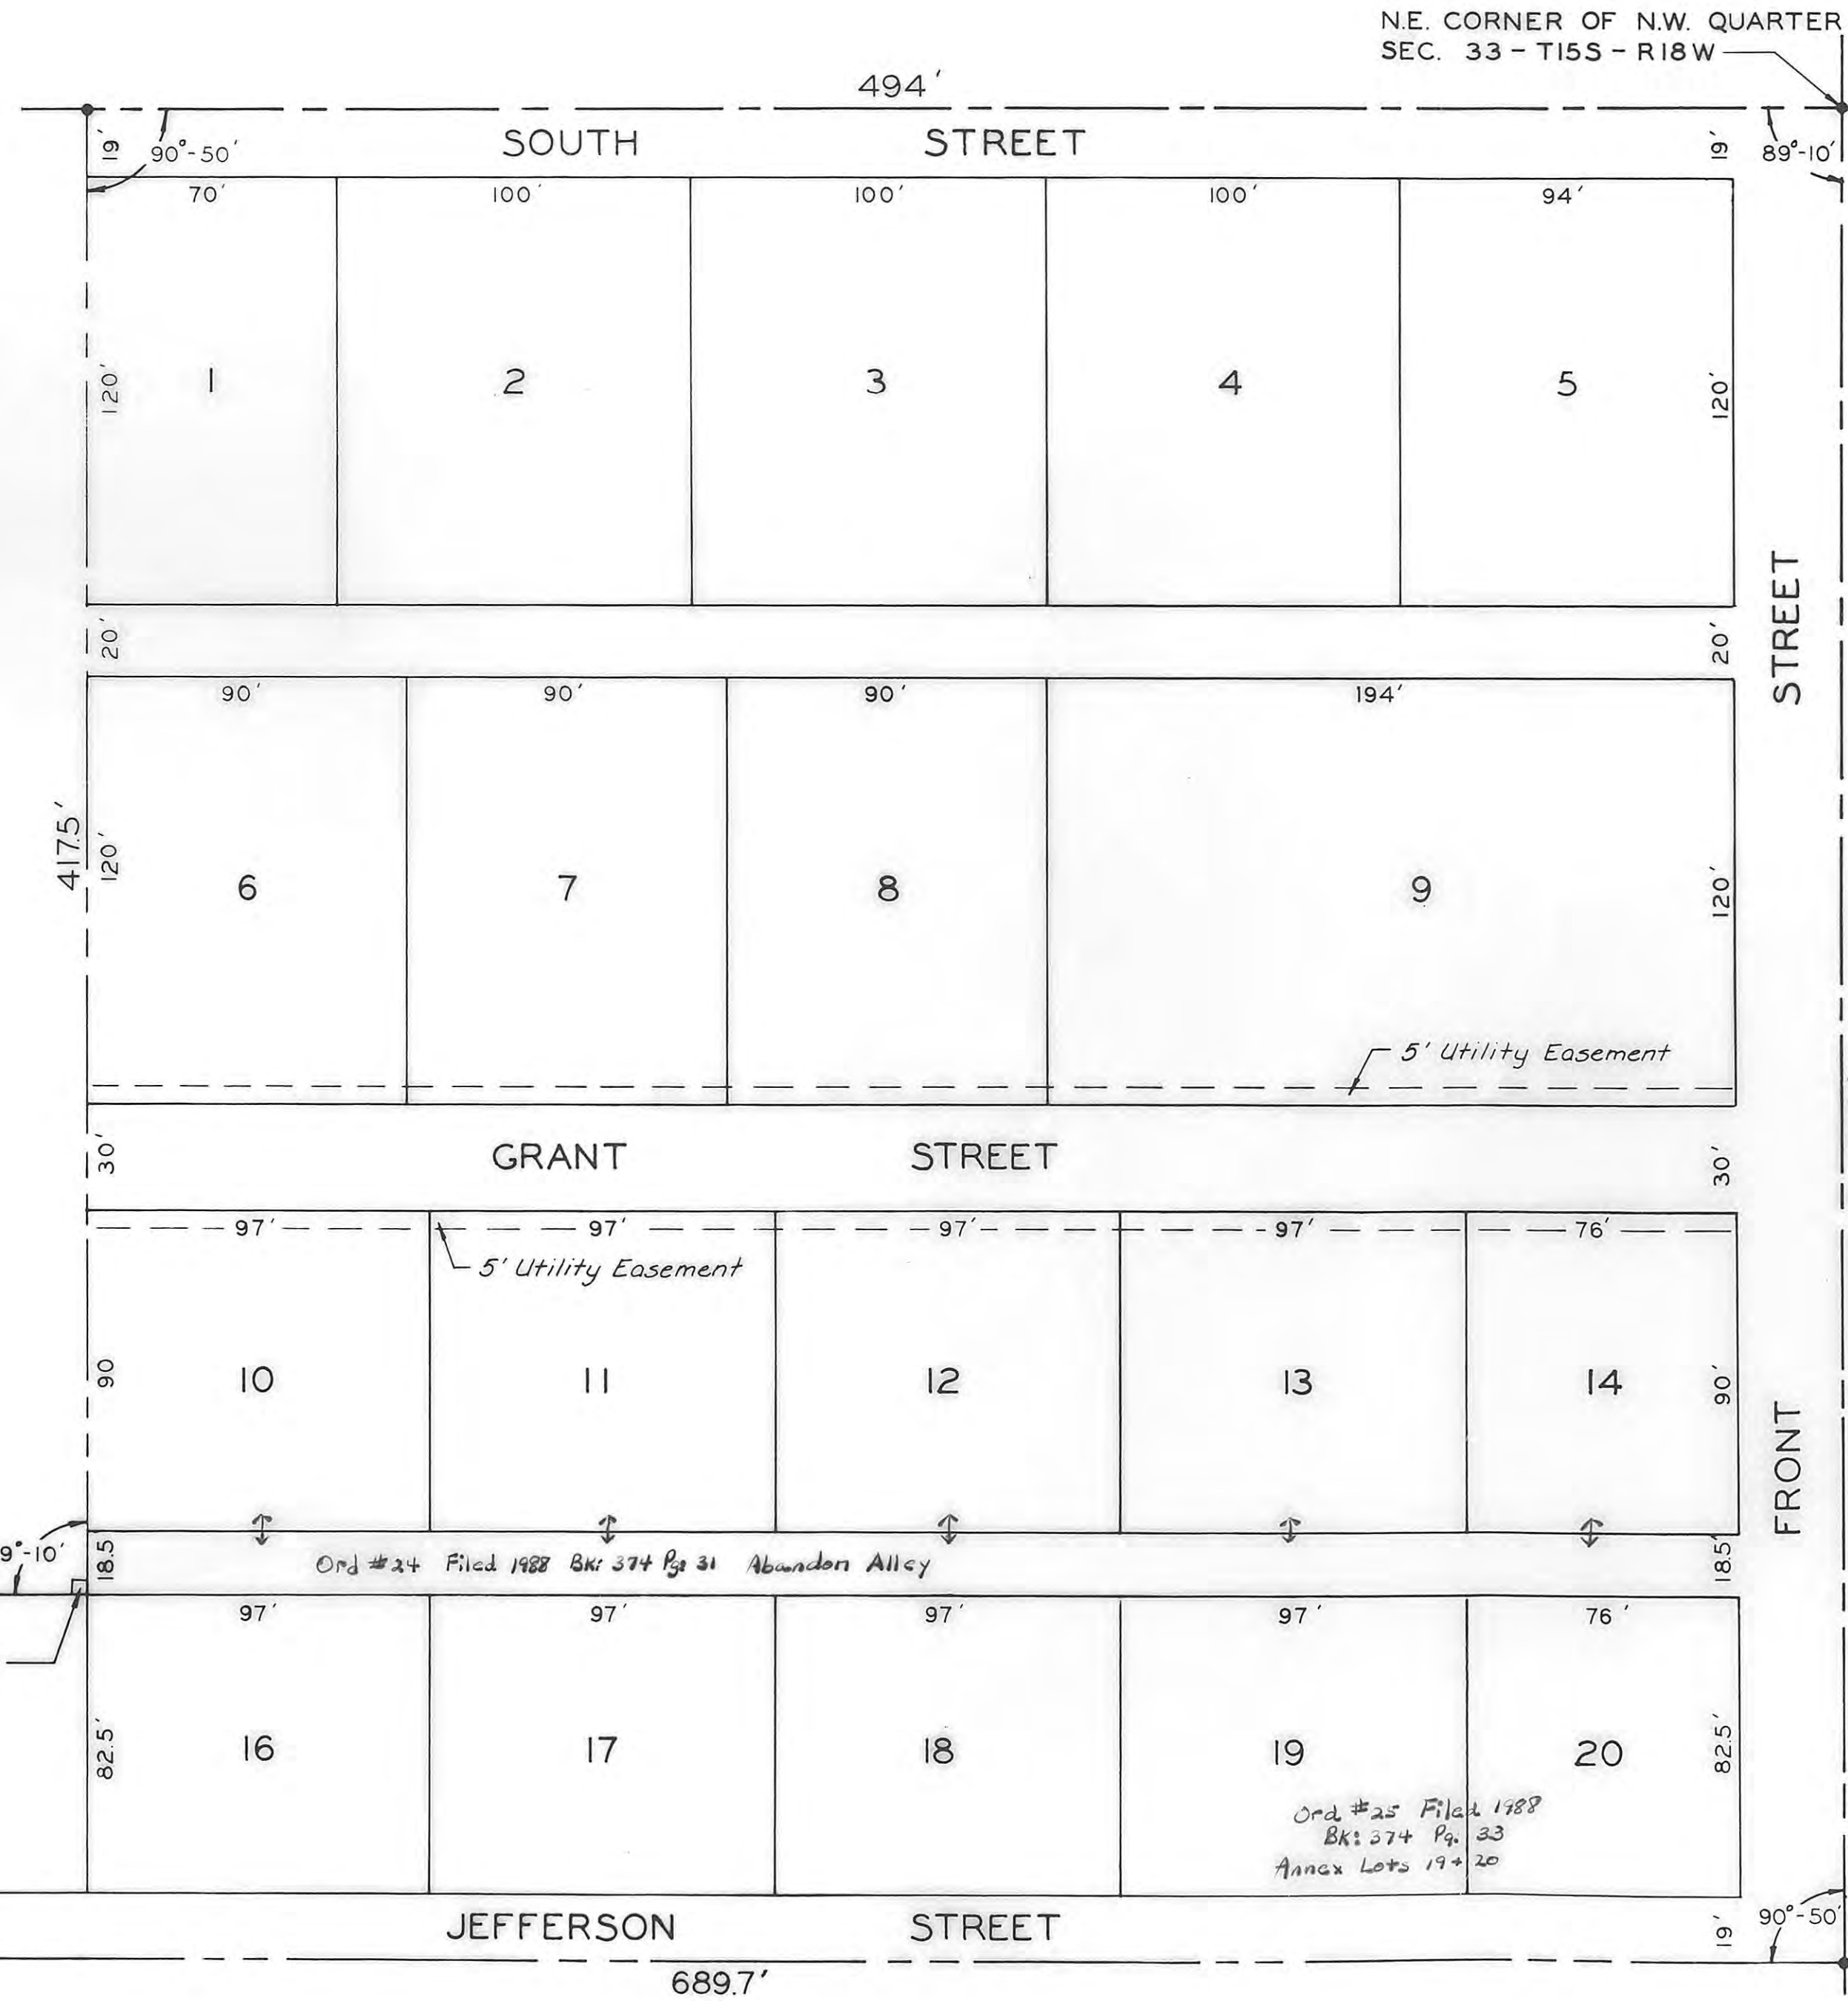 N.E. CORNER OF N.W. QUARTER
SEC. 33 - T15S - R18W
494'
19'
90°-50'
SOUTH STREET
19'
89°-10'
70' 100' 100' 100' 94'
120' 1 2 3 4 5 120'
STREET
20' 20'
90' 90' 90' 194'
417.5'
120' 6 7 8 9 120'
5' Utility Easement
30' GRANT STREET 30'
97' 97' 97' 97' 76'
5' Utility Easement
90 10 11 12 13 14 90'
FRONT
9°-10'
18.5' Ord #24 Filed 1988 BK: 374 Pg: 31 Abandon Alley 18.5'
97' 97' 97' 97' 76'
82.5' 16 17 18 19 20 82.5'
Ord #25 Filed 1988
BK: 374 Pg. 33
Annex Lots 19+20
JEFFERSON STREET
19'
90°-50'
689.7'